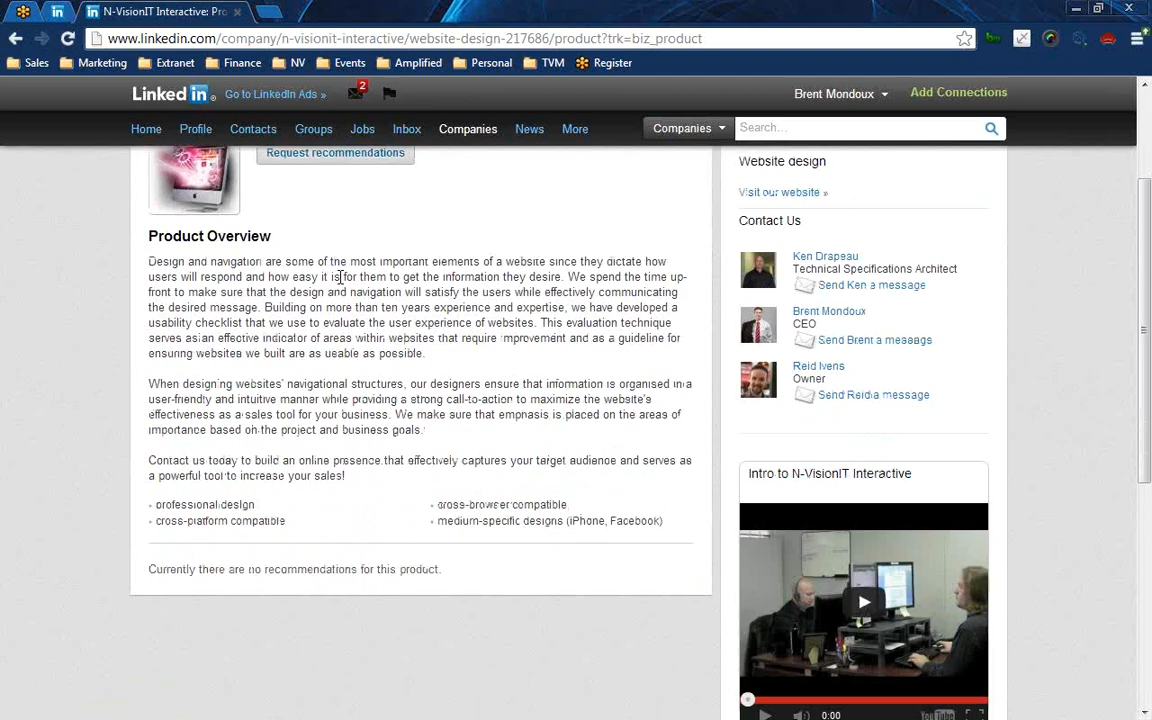 N-VisionIT Interactive: Pro
www.linkedin.com/company/n-visionit-interactive/website-design-217686/product?trk=biz_product
Sales Marketing Extranet Finance NV Events Amplified Personal TVM Register
Linked in Go to LinkedIn Ads » 2 Brent Mondoux Add Connections
Home Profile Contacts Groups Jobs Inbox Companies News More Companies Search...
Request recommendations
Product Overview
Design and navigation are some of the most important elements of a website since they dictate how
users will respond and how easy it is for them to get the information they desire. We spend the time up-
front to make sure that the design and navigation will satisfy the users while effectively communicating
the desired message. Building on more than ten years experience and expertise, we have developed a
usability checklist that we use to evaluate the user experience of websites. This evaluation technique
serves as an effective indicator of areas within websites that require improvement and as a guideline for
ensuring websites we built are as useable as possible.
When designing websites' navigational structures, our designers ensure that information is organised in a
user-friendly and intuitive manner while providing a strong call-to-action to maximize the website's
effectiveness as a sales tool for your business. We make sure that emphasis is placed on the areas of
importance based on the project and business goals.
Contact us today to build an online presence that effectively captures your target audience and serves as
a powerful tool to increase your sales!
professional design
cross-browser compatible
cross-platform compatible
medium-specific designs (iPhone, Facebook)
Currently there are no recommendations for this product.
Website design
Visit our website »
Contact Us
Ken Drapeau
Technical Specifications Architect
Send Ken a message
Brent Mondoux
CEO
Send Brent a message
Reid Ivens
Owner
Send Reid a message
Intro to N-VisionIT Interactive
0:00
YouTube